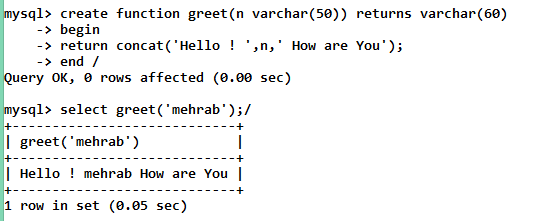 mysql> create function greet(n varchar(50)) returns varchar(60)
    -> begin
    -> return concat('Hello ! ',n,' How are You');
    -> end /
Query OK, 0 rows affected (0.00 sec)
mysql> select greet('mehrab');/
+----------------------------+
| greet('mehrab')            |
+----------------------------+
| Hello ! mehrab How are You |
+----------------------------+
1 row in set (0.05 sec)